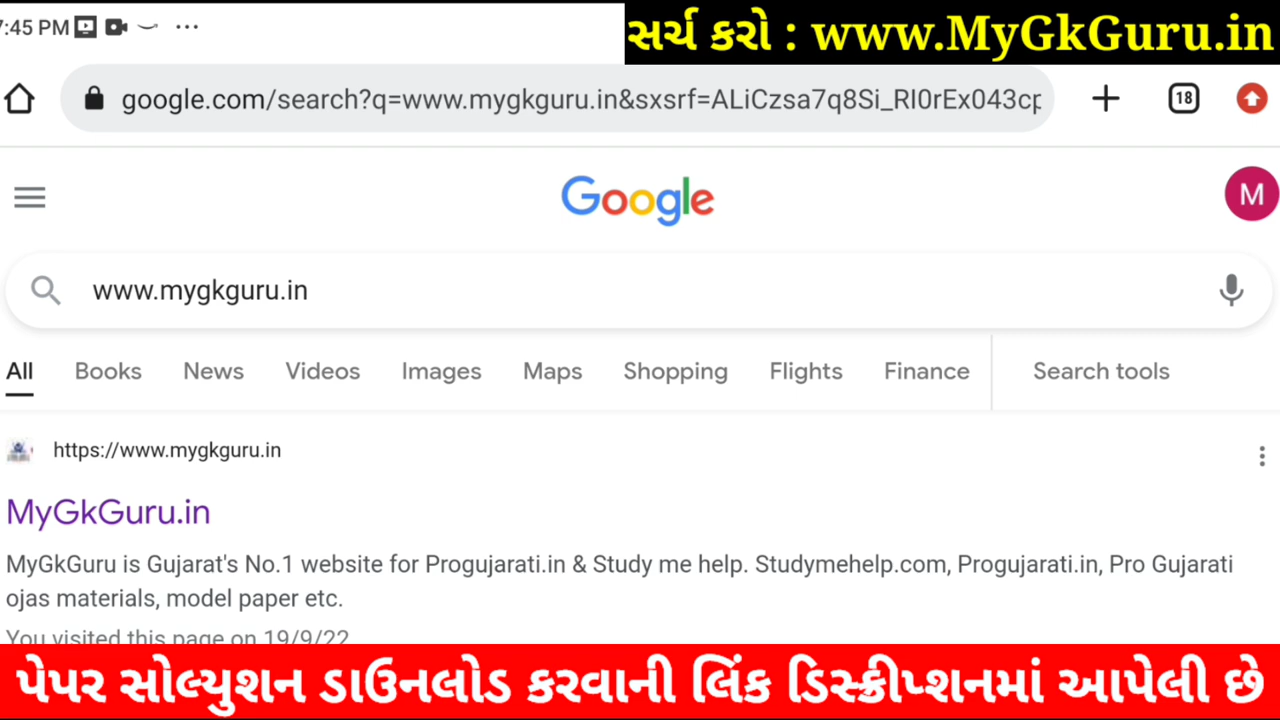 7:45 PM
સર્ચ કરો : www.MyGkGuru.in
google.com/search?q=www.mygkguru.in&sxsrf=ALiCzsa7q8Si_RI0rEx043cp
18
Google
M
www.mygkguru.in
All Books News Videos Images Maps Shopping Flights Finance Search tools
https://www.mygkguru.in
MyGkGuru.in
MyGkGuru is Gujarat's No.1 website for Progujarati.in & Study me help. Studymehelp.com, Progujarati.in, Pro Gujarati
ojas materials, model paper etc.
You visited this page on 19/9/22
પેપર સોલ્યુશન ડાઉનલોડ કરવાની લિંક ડિસ્ક્રીપ્શનમાં આપેલી છે